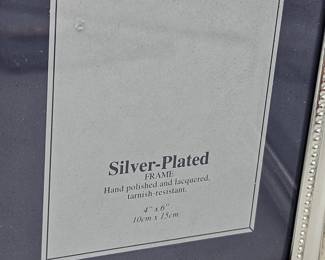 Silver-Plated
FRAME
Hand polished and lacquered,
tarnish-resistant.
4" x 6"
10cm x 15cm